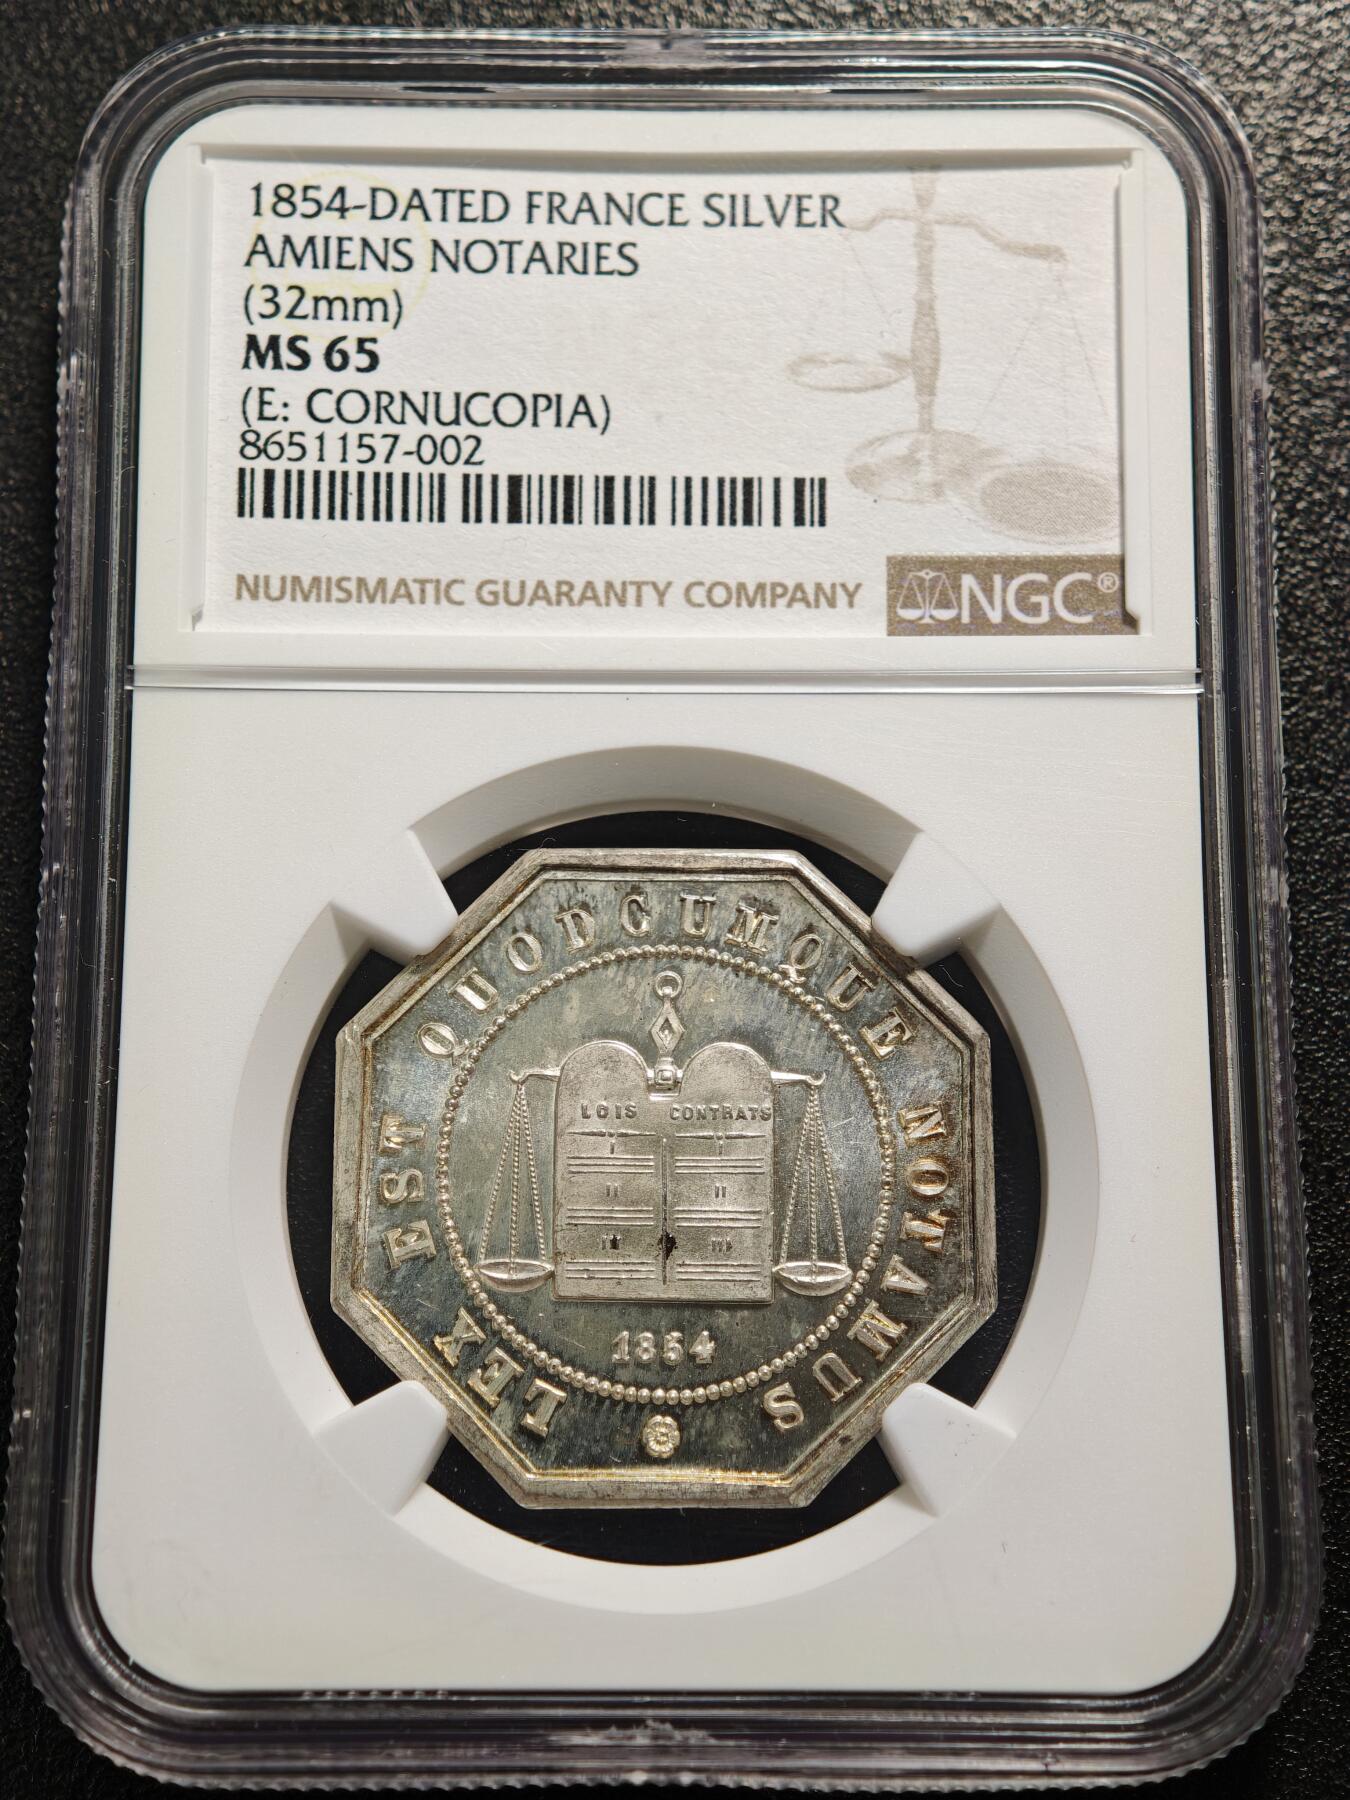 1854-DATED FRANCE SILVER
AMIENS NOTARIES
(32mm)
MS 65
(E: CORNUCOPIA)
8651157-002
NUMISMATIC GUARANTY COMPANY
NGC®
LEX EST QUODCUMQUE NOTAMUS
LOIS CONTRATS
I I
II II
II III
1854